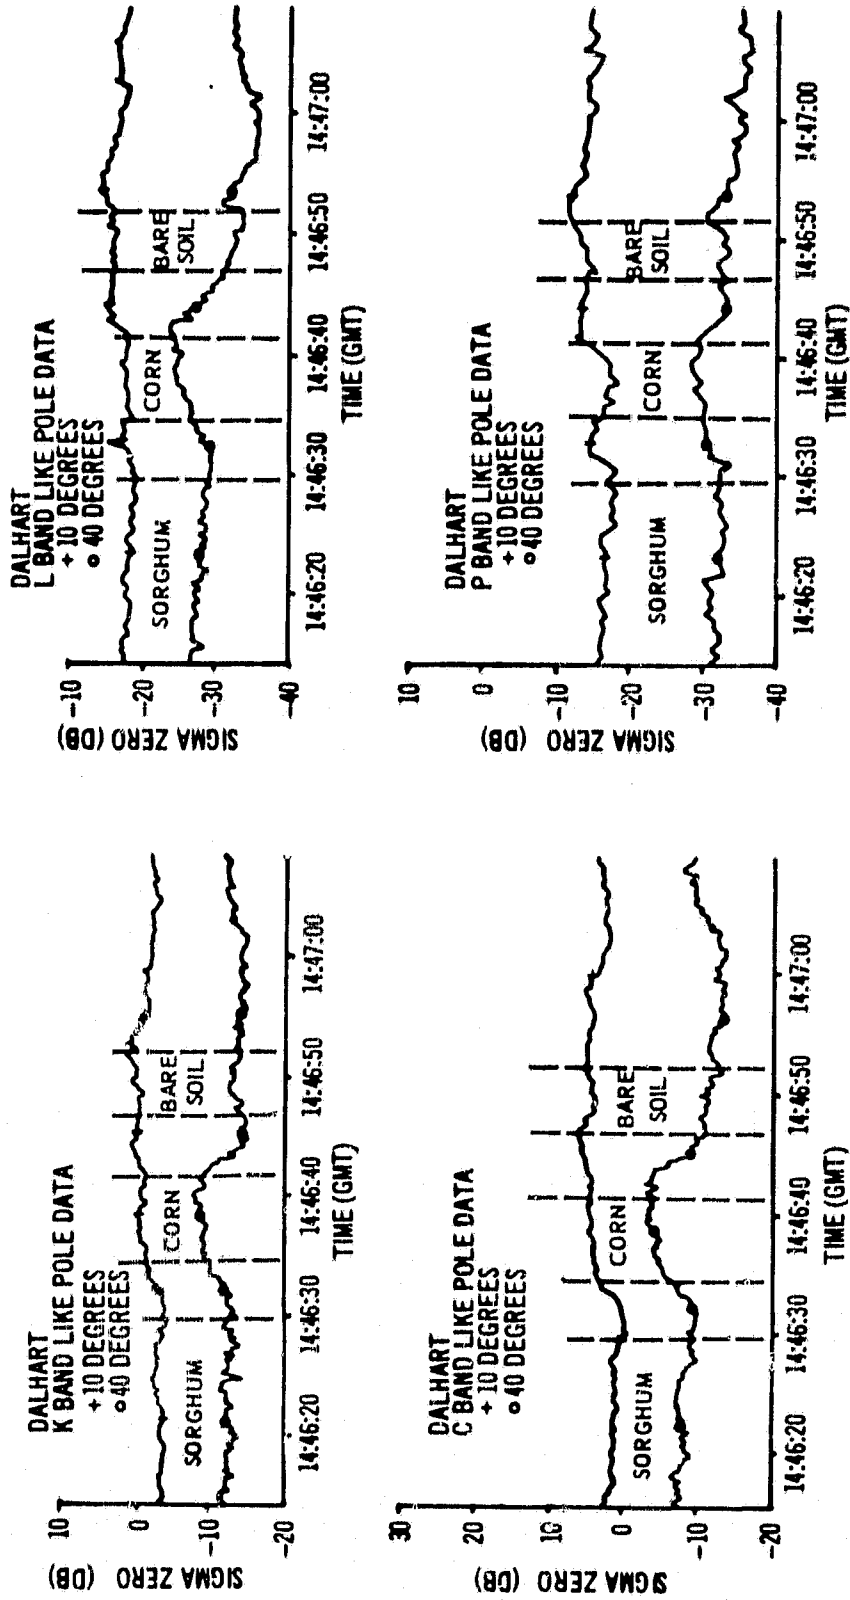 DALHART
K BAND LIKE POLE DATA
+ 10 DEGREES
o 40 DEGREES
10
0
-10
-20
SIGMA ZERO (DB)
SORGHUM
CORN
BARE
SOIL
14:46:20
14:46:30
14:46:40
14:46:50
14:47:00
TIME (GMT)
DALHART
L BAND LIKE POLE DATA
+ 10 DEGREES
o 40 DEGREES
-10
-20
-30
-40
SIGMA ZERO (DB)
SORGHUM
CORN
BARE
SOIL
14:46:20
14:46:30
14:46:40
14:46:50
14:47:00
TIME (GMT)
DALHART
C BAND LIKE POLE DATA
+ 10 DEGREES
o 40 DEGREES
30
20
10
0
-10
-20
SIGMA ZERO (DB)
SORGHUM
CORN
BARE
SOIL
14:46:20
14:46:30
14:46:40
14:46:50
14:47:00
TIME (GMT)
DALHART
P BAND LIKE POLE DATA
+ 10 DEGREES
o 40 DEGREES
10
0
-10
-20
-30
-40
SIGMA ZERO (DB)
SORGHUM
CORN
BARE
SOIL
14:46:20
14:46:30
14:46:40
14:46:50
14:47:00
TIME (GMT)